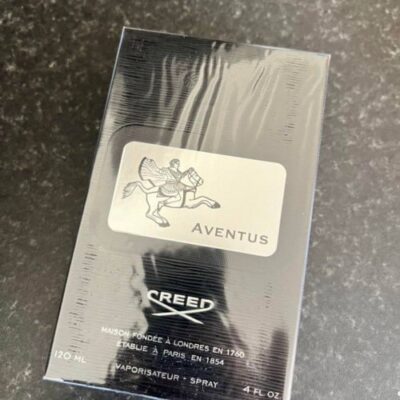 AVENTUS
CREED
MAISON FONDÉE À LONDRES EN 1760
ÉTABLIE À PARIS EN 1854
120 ML
VAPORISATEUR • SPRAY
4 FL OZ